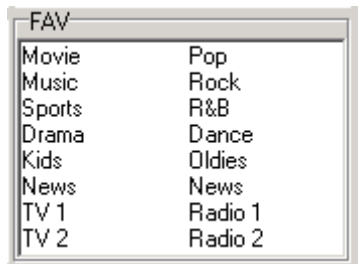 FAV
Movie Pop
Music Rock
Sports R&B
Drama Dance
Kids Oldies
News News
TV 1 Radio 1
TV 2 Radio 2